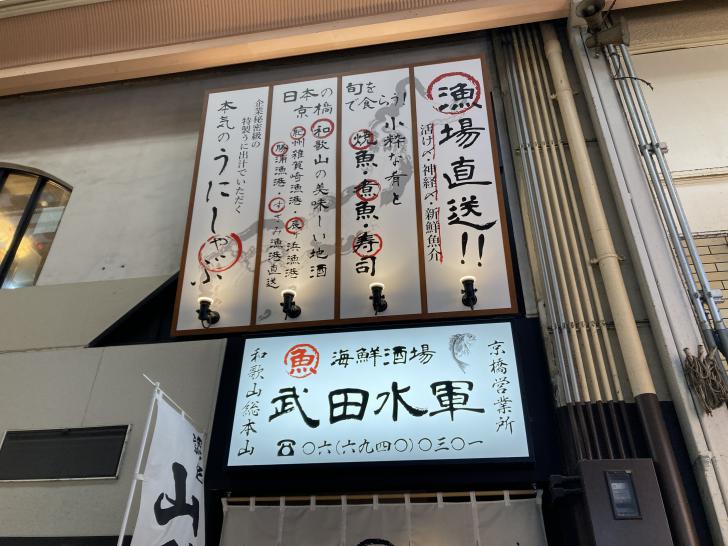 漁場直送!!
活け〆・神経〆・新鮮魚介
旬を
で食らう!
小粋な肴と
焼魚・煮魚・寿司
日本の
京橋
和歌山の美味しい地酒
紀州雑賀崎漁港・辰ヶ浜漁港
勝浦漁港・すさみ漁港直送
企業秘密級の
特製うに出汁でいただく
本気のうにしゃぶ
京橋営業所
魚 海鮮酒場
武田水軍
☎〇六(六九四〇)〇三〇一
和歌山総本山
山